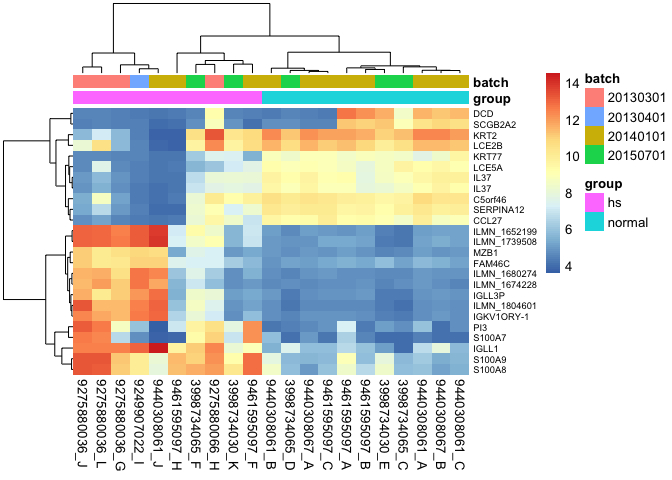 batch
group
DCD
SCGB2A2
KRT2
LCE2B
KRT77
LCE5A
IL37
IL37
C5orf46
SERPINA12
CCL27
ILMN_1652199
ILMN_1739508
MZB1
FAM46C
ILMN_1680274
ILMN_1674228
IGLL3P
ILMN_1804601
IGKV1ORY-1
PI3
S100A7
IGLL1
S100A9
S100A8
9275880036_J
9275880036_L
9275880036_G
9249907022_I
9440308061_J
9461595097_H
3998734065_F
9275880066_H
3998734030_K
9461595097_F
9440308061_B
3998734065_D
9440308067_A
9461595097_C
9461595097_A
9461595097_B
3998734030_E
3998734065_C
9440308061_A
9440308067_B
9440308061_C
14
12
10
8
6
4
batch
20130301
20130401
20140101
20150701
group
hs
normal